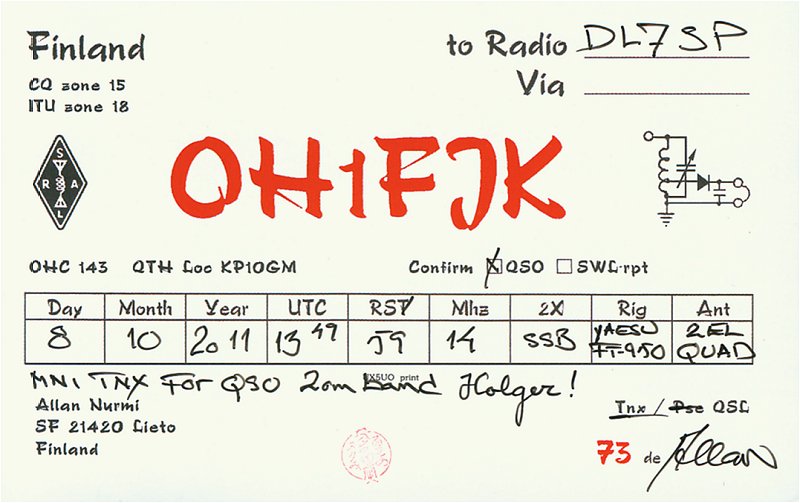 Finland
to Radio DL7SP
Via
CQ zone 15
ITU zone 18
SRAL
OH1FJK
OHC 143 QTH Loc KP10GM Confirm QSO SWL-rpt
Day Month Year UTC RST Mhz 2X Rig Ant
8 10 2011 13 49 59 14 SSB YAESU FT-950 2EL QUAD
MNI TNX FOR QSO 20m band Holger!
Allan Nurmi
SF 21420 Lieto
Finland
Tnx / Pse QSL
73 de Allan